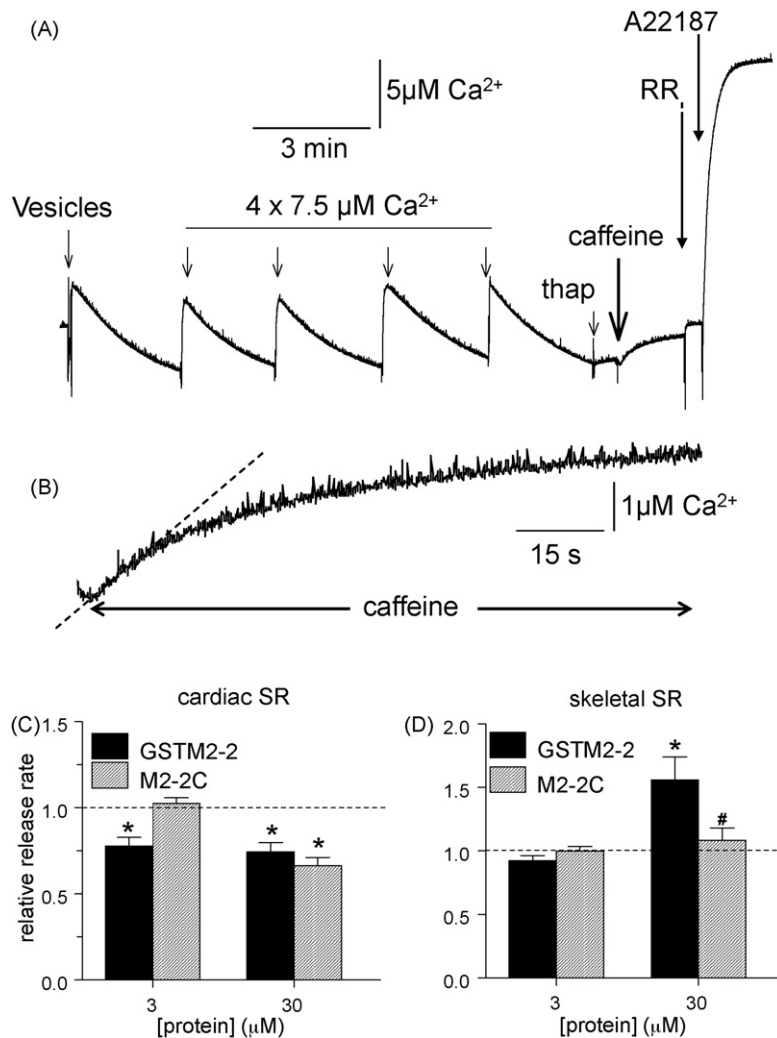 (A)
A22187
5µM Ca²⁺
RR
3 min
Vesicles
4 x 7.5 µM Ca²⁺
caffeine
thap
(B)
1µM Ca²⁺
15 s
caffeine
cardiac SR
skeletal SR
(C)
1.5
GSTM2-2
M2-2C
1.0
*
*
*
0.5
0.0
relative release rate
3
30
[protein] (µM)
(D)
2.0
GSTM2-2
M2-2C
*
1.5
#
1.0
0.5
0.0
3
30
[protein] (µM)